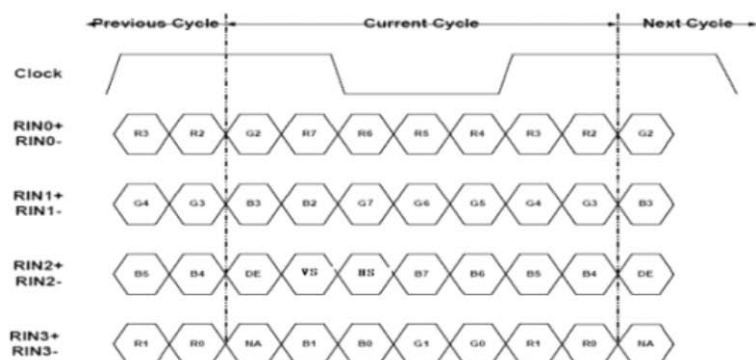 Previous Cycle Current Cycle Next Cycle
Clock
RIN0+
RIN0-
R3 R2 G2 R7 R6 R5 R4 R3 R2 G2
RIN1+
RIN1-
G4 G3 B3 B2 G7 G6 G5 G4 G3 B3
RIN2+
RIN2-
B5 B4 DE VS HS B7 B6 B5 B4 DE
RIN3+
RIN3-
R1 R0 NA B1 B0 G1 G0 R1 R0 NA